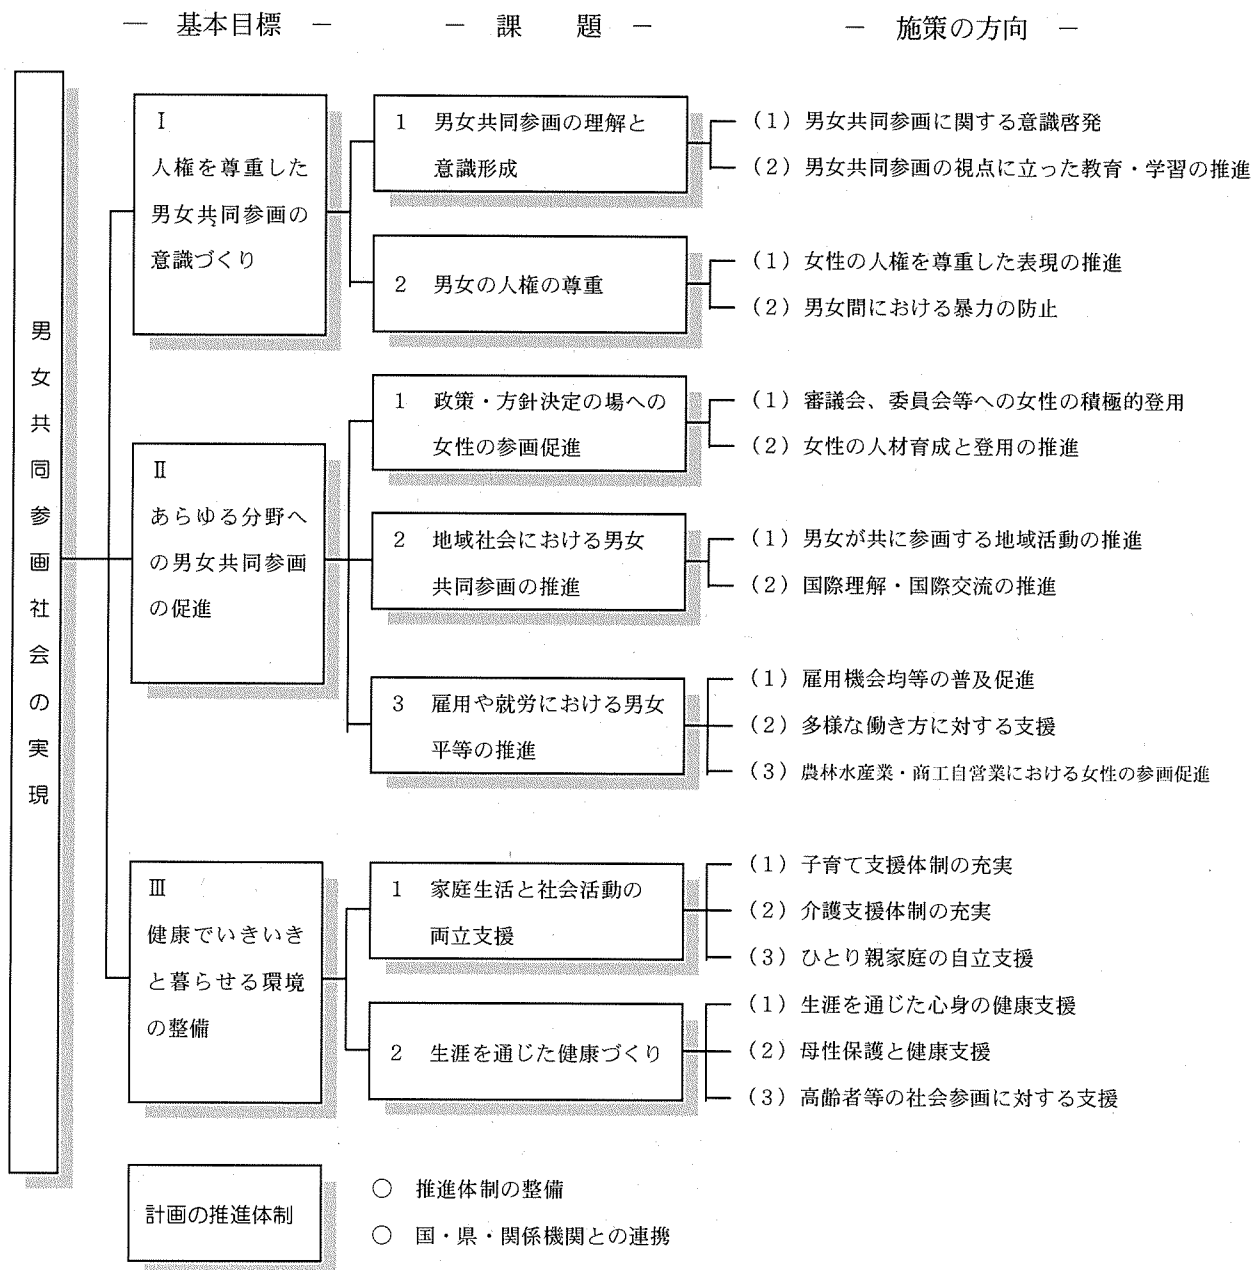 ― 基本目標 ―　― 課　題 ―　― 施策の方向 ―
男女共同参画社会の実現
Ⅰ
人権を尊重した
男女共同参画の
意識づくり
1　男女共同参画の理解と
意識形成
(1) 男女共同参画に関する意識啓発
(2) 男女共同参画の視点に立った教育・学習の推進
2　男女の人権の尊重
(1) 女性の人権を尊重した表現の推進
(2) 男女間における暴力の防止
Ⅱ
あらゆる分野へ
の男女共同参画
の促進
1　政策・方針決定の場への
女性の参画促進
(1) 審議会、委員会等への女性の積極的登用
(2) 女性の人材育成と登用の推進
2　地域社会における男女
共同参画の推進
(1) 男女が共に参画する地域活動の推進
(2) 国際理解・国際交流の推進
3　雇用や就労における男女
平等の推進
(1) 雇用機会均等の普及促進
(2) 多様な働き方に対する支援
(3) 農林水産業・商工自営業における女性の参画促進
Ⅲ
健康でいきいき
と暮らせる環境
の整備
1　家庭生活と社会活動の
両立支援
(1) 子育て支援体制の充実
(2) 介護支援体制の充実
(3) ひとり親家庭の自立支援
2　生涯を通じた健康づくり
(1) 生涯を通じた心身の健康支援
(2) 母性保護と健康支援
(3) 高齢者等の社会参画に対する支援
計画の推進体制
○　推進体制の整備
○　国・県・関係機関との連携